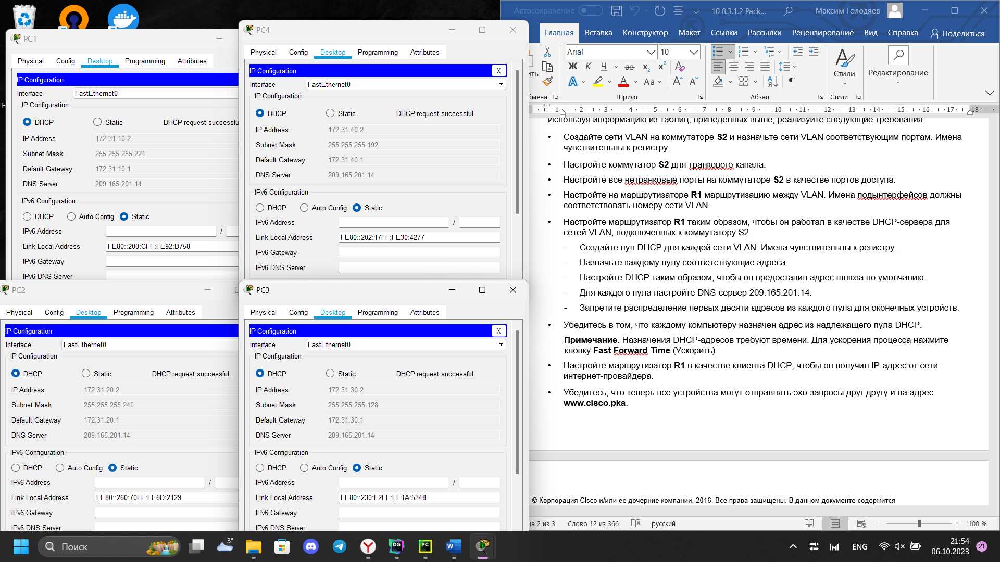 PC1
Physical Config Desktop Programming Attributes
IP Configuration
Interface FastEthernet0
IP Configuration
DHCP Static DHCP request successfu
IP Address 172.31.10.2
Subnet Mask 255.255.255.224
Default Gateway 172.31.10.1
DNS Server 209.165.201.14
IPv6 Configuration
DHCP Auto Config Static
IPv6 Address /
Link Local Address FE80::200:CFF:FE92:D758
IPv6 Gateway
IPv6 DNS Server
PC4
Physical Config Desktop Programming Attributes
IP Configuration X
Interface FastEthernet0
IP Configuration
DHCP Static DHCP request successful.
IP Address 172.31.40.2
Subnet Mask 255.255.255.192
Default Gateway 172.31.40.1
DNS Server 209.165.201.14
IPv6 Configuration
DHCP Auto Config Static
IPv6 Address /
Link Local Address FE80::202:17FF:FE30:4277
IPv6 Gateway
IPv6 DNS Server
PC2
Physical Config Desktop Programming Attributes
IP Configuration
Interface FastEthernet0
IP Configuration
DHCP Static DHCP request successful.
IP Address 172.31.20.2
Subnet Mask 255.255.255.240
Default Gateway 172.31.20.1
DNS Server 209.165.201.14
IPv6 Configuration
DHCP Auto Config Static
IPv6 Address /
Link Local Address FE80::260:70FF:FE6D:2129
IPv6 Gateway
IPv6 DNS Server
PC3
Physical Config Desktop Programming Attributes
IP Configuration X
Interface FastEthernet0
IP Configuration
DHCP Static DHCP request successful.
IP Address 172.31.30.2
Subnet Mask 255.255.255.128
Default Gateway 172.31.30.1
DNS Server 209.165.201.14
IPv6 Configuration
DHCP Auto Config Static
IPv6 Address /
Link Local Address FE80::230:F2FF:FE1A:5348
IPv6 Gateway
IPv6 DNS Server
Автосохранение 10 8.3.1.2 Pack... Максим Голодяев
Главная Вставка Конструктор Макет Ссылки Рассылки Рецензирование Вид Справка Поделиться
Arial 10
Ж К Ч
Aa
Стили
Редактирование
Шрифт Абзац Стили
1 2 3 4 5 6 7 8 9 10 11 12 13 14 15 16 17 18
Используя информацию из таблиц, приведенных выше, реализуйте следующие требования.
• Создайте сети VLAN на коммутаторе S2 и назначьте сети VLAN соответствующим портам. Имена
чувствительны к регистру.
• Настройте коммутатор S2 для транкового канала.
• Настройте все нетранковые порты на коммутаторе S2 в качестве портов доступа.
• Настройте на маршрутизаторе R1 маршрутизацию между VLAN. Имена подынтерфейсов должны
соответствовать номеру сети VLAN.
• Настройте маршрутизатор R1 таким образом, чтобы он работал в качестве DHCP-сервера для
сетей VLAN, подключенных к коммутатору S2.
- Создайте пул DHCP для каждой сети VLAN. Имена чувствительны к регистру.
- Назначьте каждому пулу соответствующие адреса.
- Настройте DHCP таким образом, чтобы он предоставил адрес шлюза по умолчанию.
- Для каждого пула настройте DNS-сервер 209.165.201.14.
- Запретите распределение первых десяти адресов из каждого пула для оконечных устройств.
• Убедитесь в том, что каждому компьютеру назначен адрес из надлежащего пула DHCP.
Примечание. Назначения DHCP-адресов требуют времени. Для ускорения процесса нажмите
кнопку Fast Forward Time (Ускорить).
• Настройте маршрутизатор R1 в качестве клиента DHCP, чтобы он получил IP-адрес от сети
интернет-провайдера.
• Убедитесь, что теперь все устройства могут отправлять эхо-запросы друг другу и на адрес
www.cisco.pka.
© Корпорация Cisco и/или ее дочерние компании, 2016. Все права защищены. В данном документе содержится
ца 2 из 3 Слово 12 из 366 русский 100 %
Поиск 3° ENG 21:54
06.10.2023 21